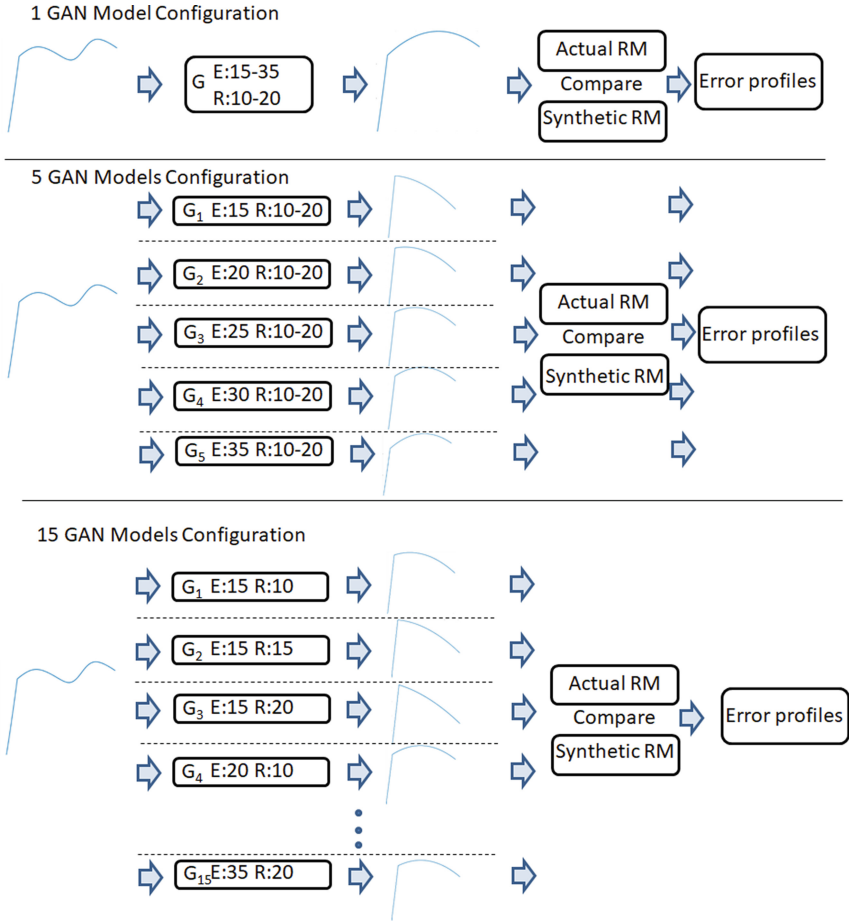 1 GAN Model Configuration
G E:15-35
R:10-20
Actual RM
Compare
Synthetic RM
Error profiles
5 GAN Models Configuration
G1 E:15 R:10-20
G2 E:20 R:10-20
G3 E:25 R:10-20
G4 E:30 R:10-20
G5 E:35 R:10-20
Actual RM
Compare
Synthetic RM
Error profiles
15 GAN Models Configuration
G1 E:15 R:10
G2 E:15 R:15
G3 E:15 R:20
G4 E:20 R:10
G15 E:35 R:20
Actual RM
Compare
Synthetic RM
Error profiles